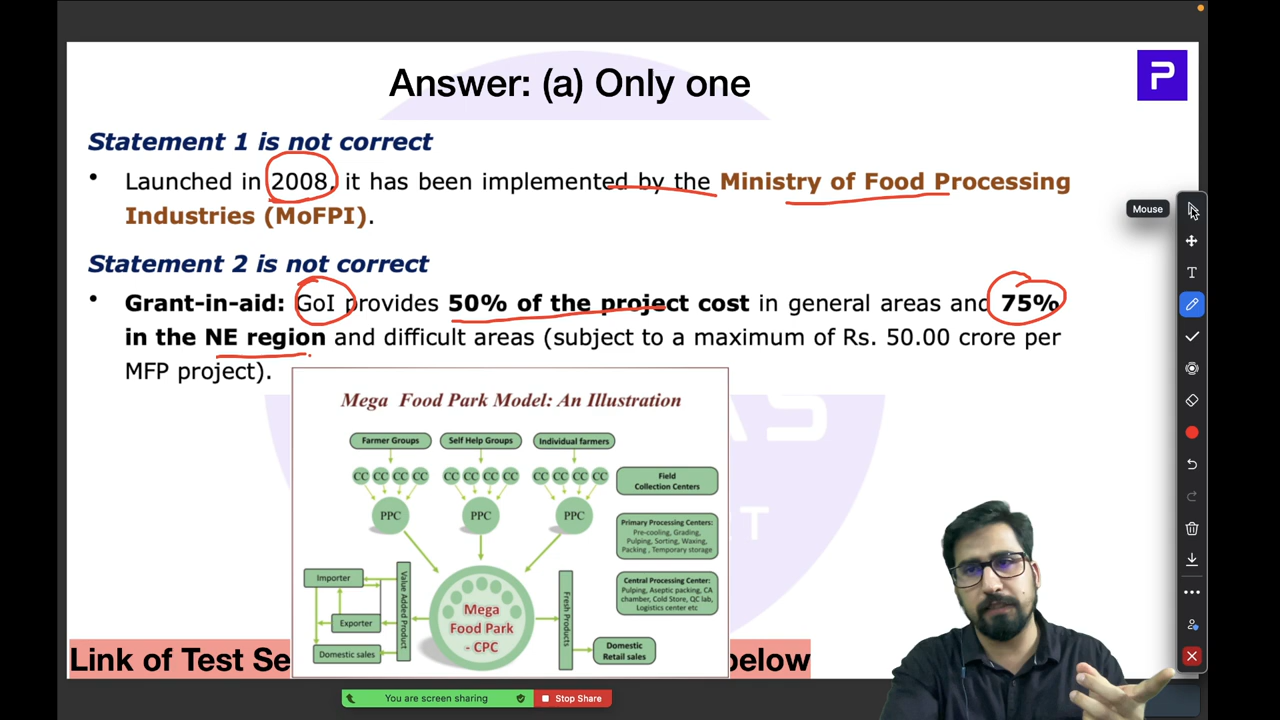 Answer: (a) Only one
P
Statement 1 is not correct
• Launched in 2008, it has been implemented by the Ministry of Food Processing
Industries (MoFPI).
Mouse
Statement 2 is not correct
• Grant-in-aid: GoI provides 50% of the project cost in general areas and 75%
in the NE region and difficult areas (subject to a maximum of Rs. 50.00 crore per
MFP project).
T
Mega Food Park Model: An Illustration
Farmer Groups Self Help Groups Individual farmers
CC CC CC CC CC CC CC CC CC CC CC CC
Field
Collection Centers
PPC PPC PPC
Primary Processing Centers:
Pre-cooling, Grading,
Pulping, Sorting, Waxing,
Packing , Temporary storage
Central Processing Center:
Pulping, Aseptic packing, CA
chamber, Cold Store, QC lab,
Logistics center etc
Importer
Exporter
Domestic sales
Value Added Product
Mega
Food Park
- CPC
Fresh Products
Domestic
Retail sales
Link of Test Se
below
You are screen sharing Stop Share